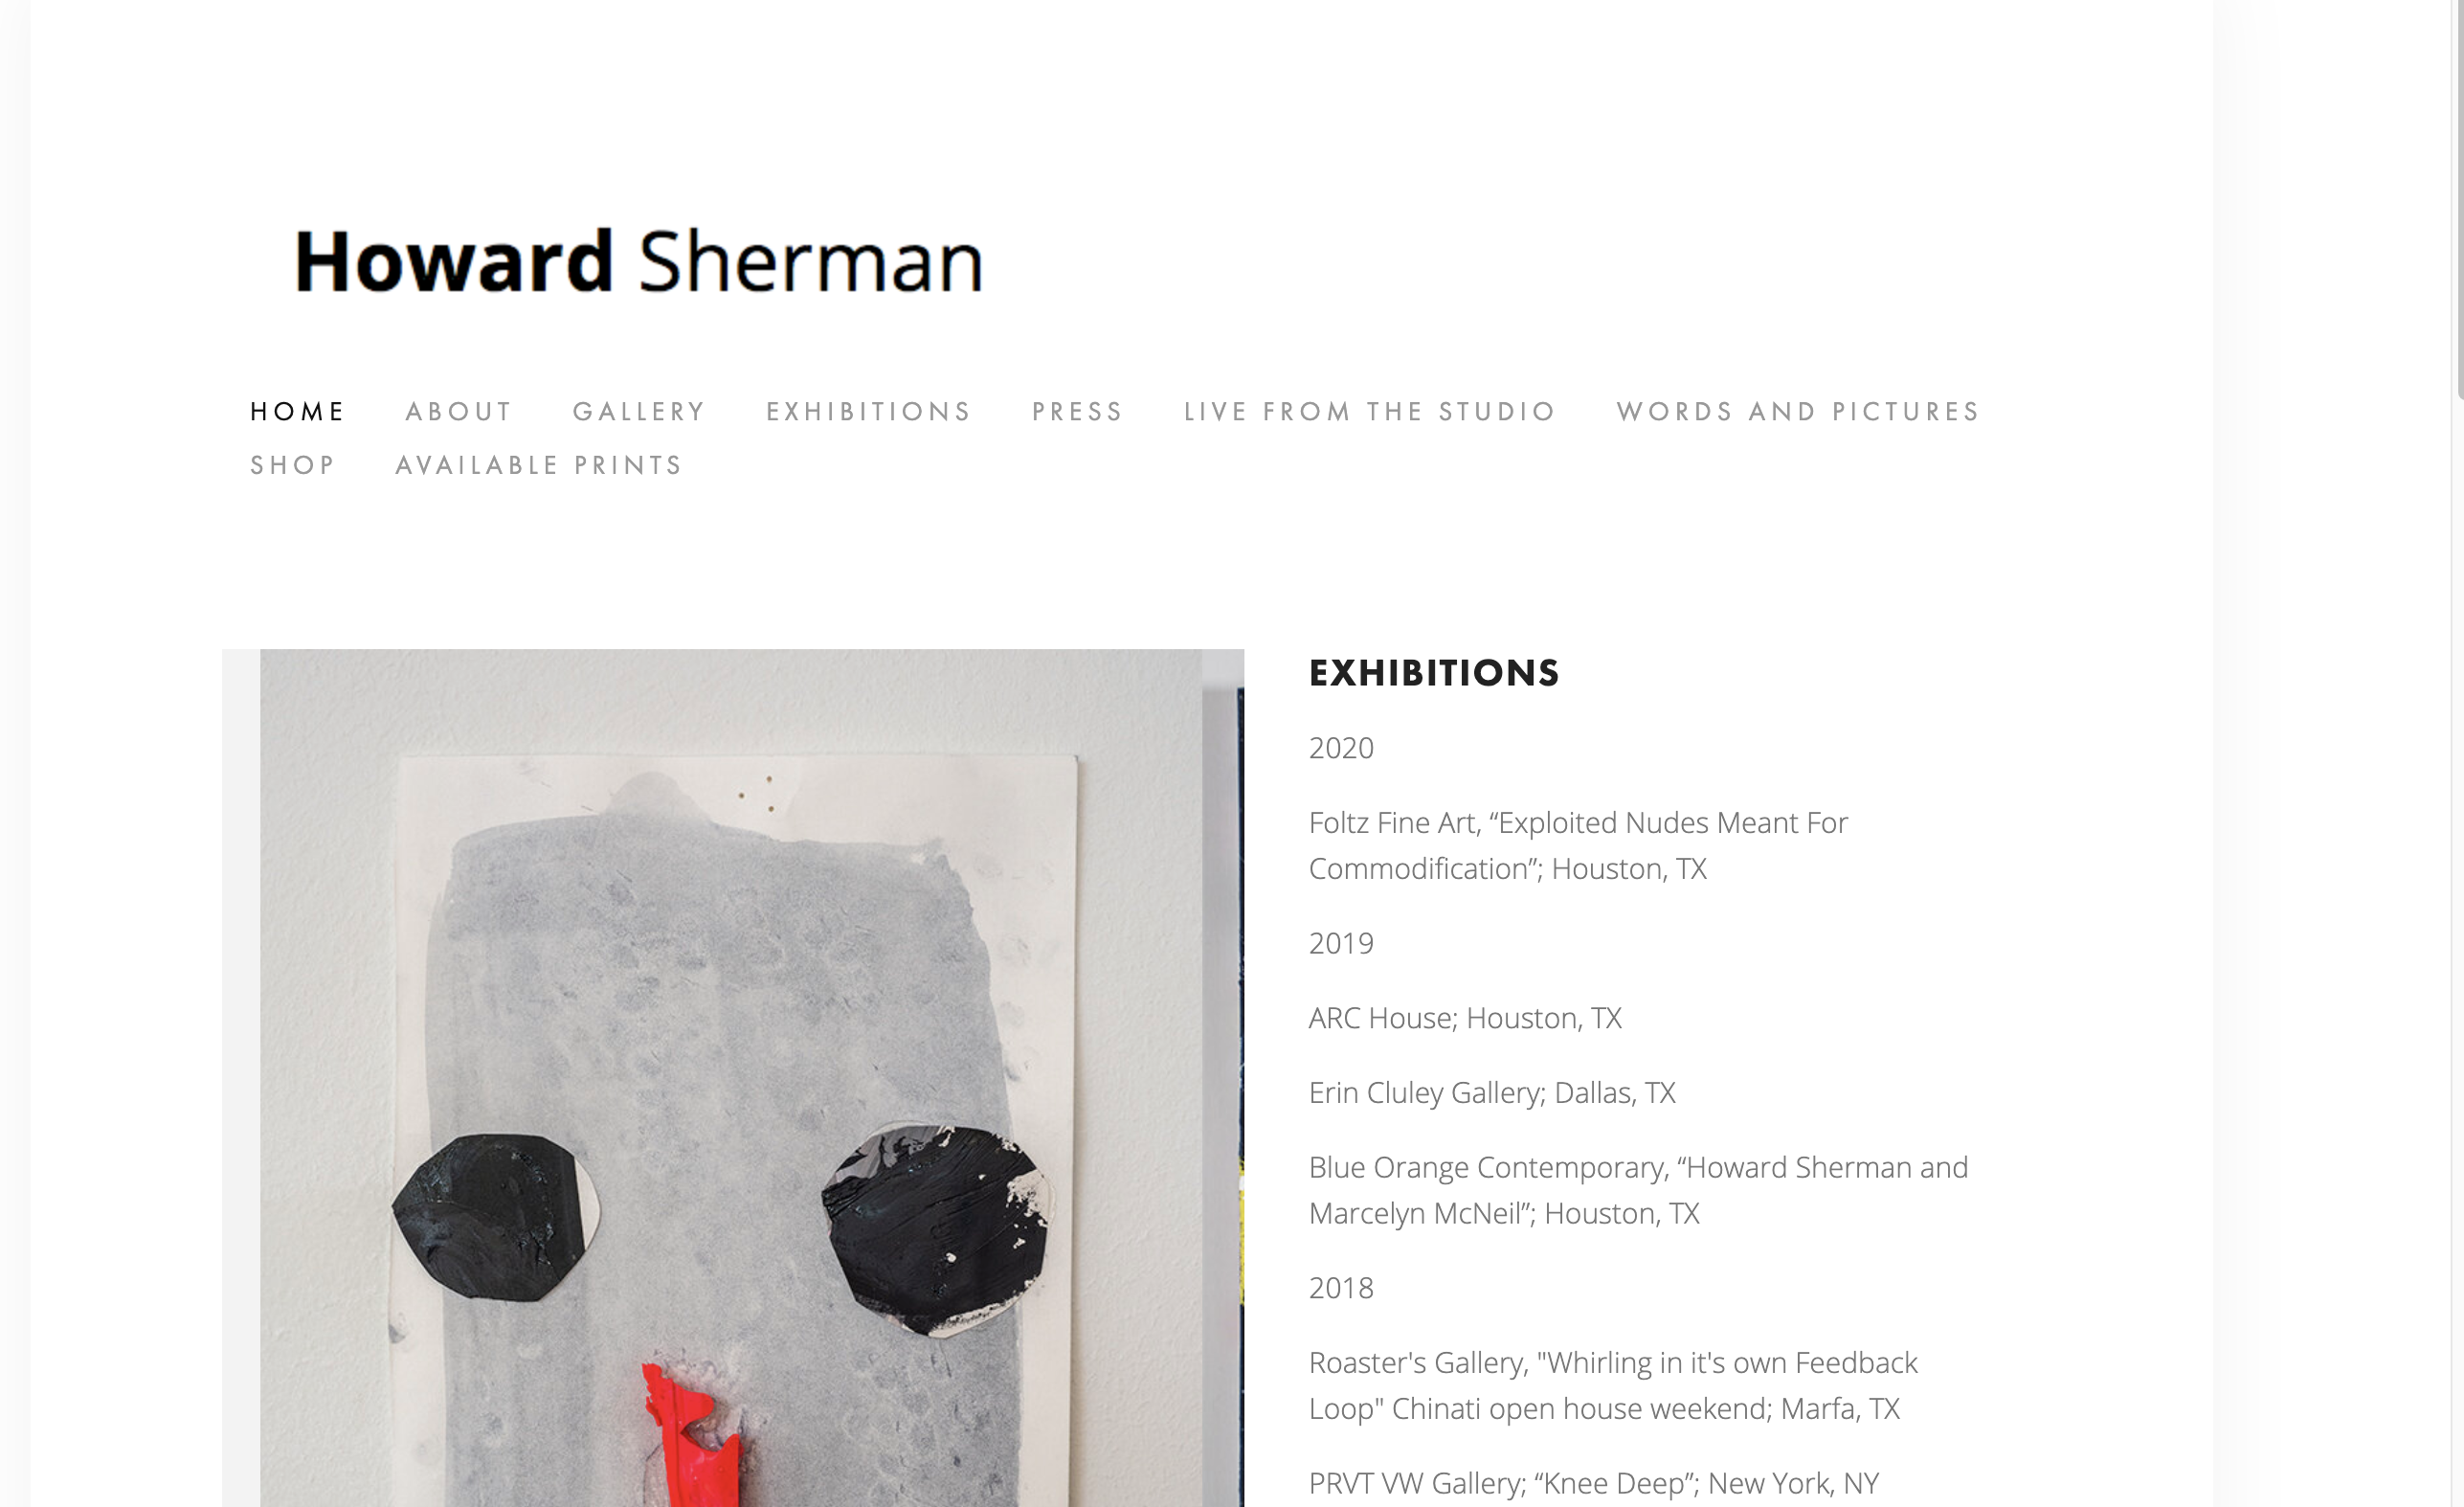 Howard Sherman
HOME ABOUT GALLERY EXHIBITIONS PRESS LIVE FROM THE STUDIO WORDS AND PICTURES
SHOP AVAILABLE PRINTS
EXHIBITIONS
2020
Foltz Fine Art, “Exploited Nudes Meant For
Commodification”; Houston, TX
2019
ARC House; Houston, TX
Erin Cluley Gallery; Dallas, TX
Blue Orange Contemporary, “Howard Sherman and
Marcelyn McNeil”; Houston, TX
2018
Roaster's Gallery, "Whirling in it's own Feedback
Loop" Chinati open house weekend; Marfa, TX
PRVT VW Gallery; “Knee Deep”; New York, NY